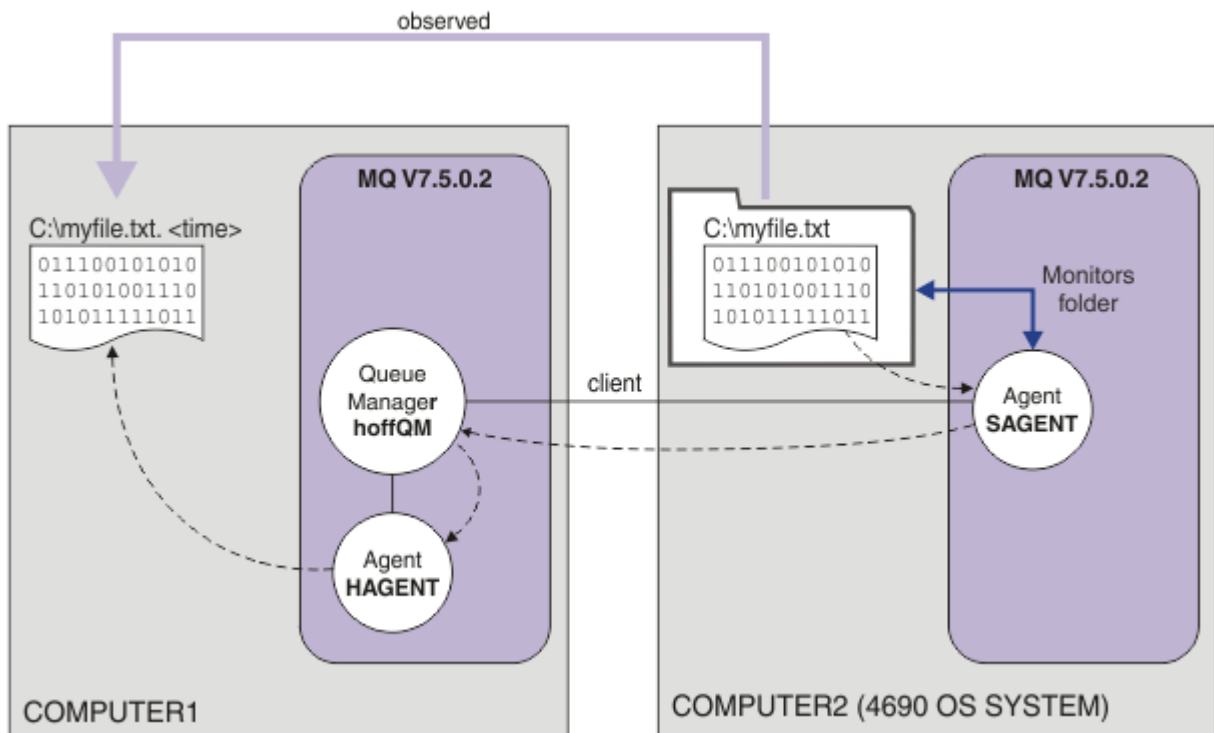 observed
MQ V7.5.0.2
C:\myfile.txt. <time>
011100101010
110101001110
101011111011
Queue
Manager
hoffQM
Agent
HAGENT
COMPUTER1
client
MQ V7.5.0.2
C:\myfile.txt
011100101010
110101001110
101011111011
Monitors
folder
Agent
SAGENT
COMPUTER2 (4690 OS SYSTEM)